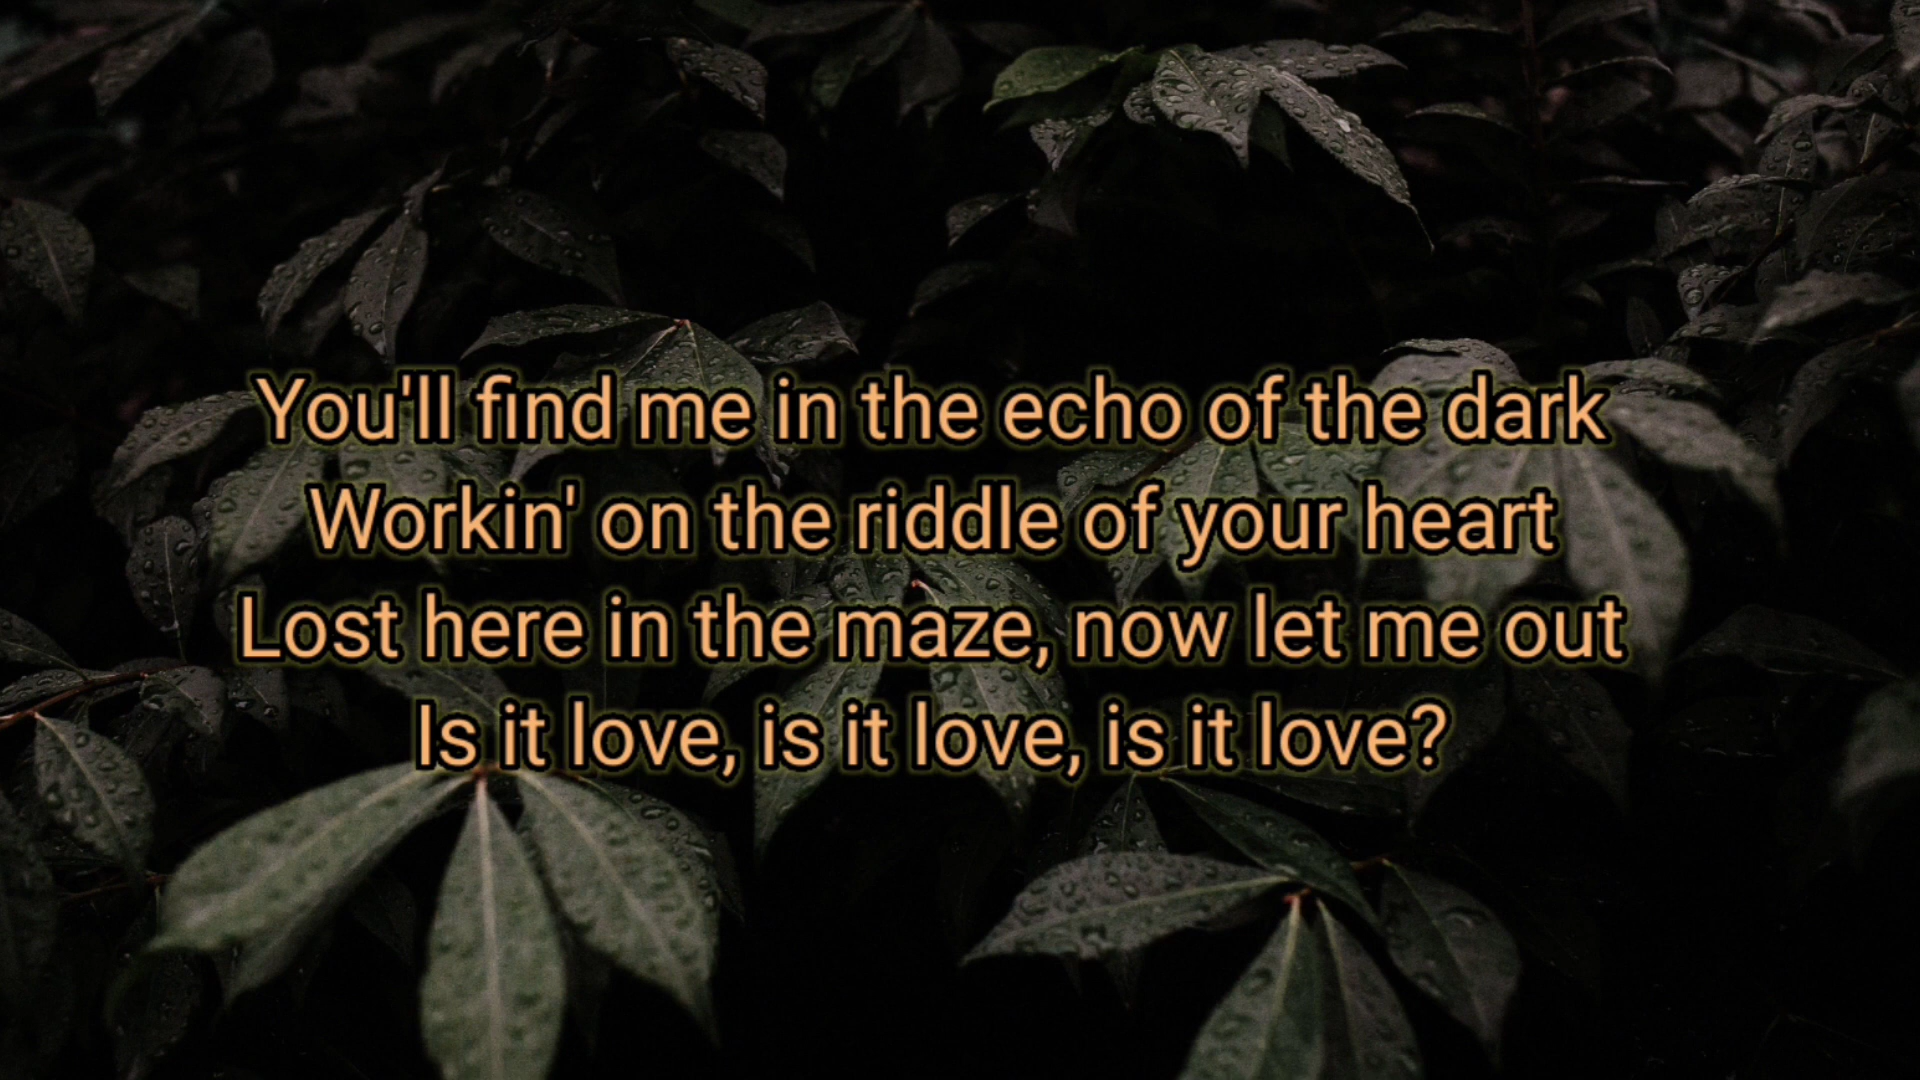 You'll find me in the echo of the dark
Workin' on the riddle of your heart
Lost here in the maze, now let me out
Is it love, is it love, is it love?